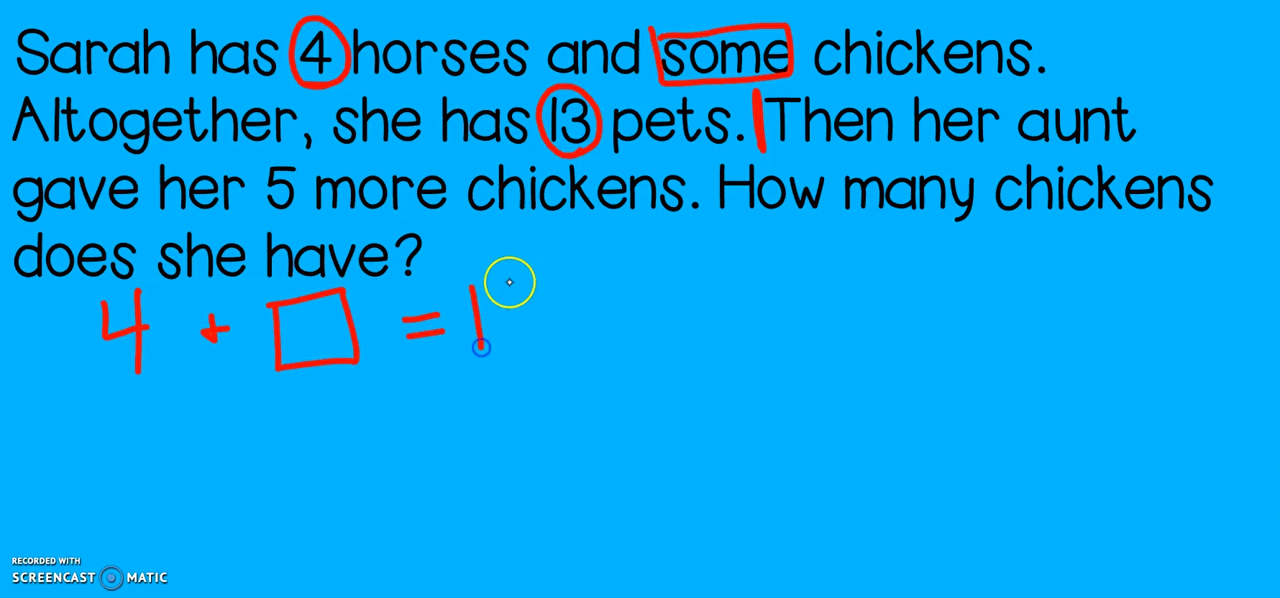 Sarah has 4 horses and some chickens.
Altogether, she has 13 pets. Then her aunt
gave her 5 more chickens. How many chickens
does she have?
4 + □ = 1
RECORDED WITH
SCREENCAST MATIC